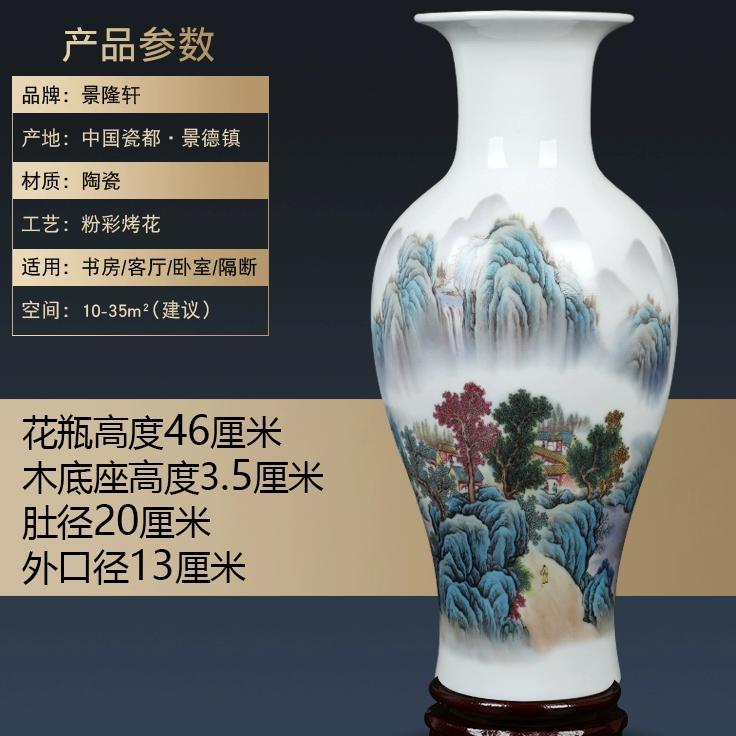 产品参数
品牌：景隆轩
产地：中国瓷都·景德镇
材质：陶瓷
工艺：粉彩烤花
适用：书房/客厅/卧室/隔断
空间：10-35m²(建议)
花瓶高度46厘米
木底座高度3.5厘米
肚径20厘米
外口径13厘米